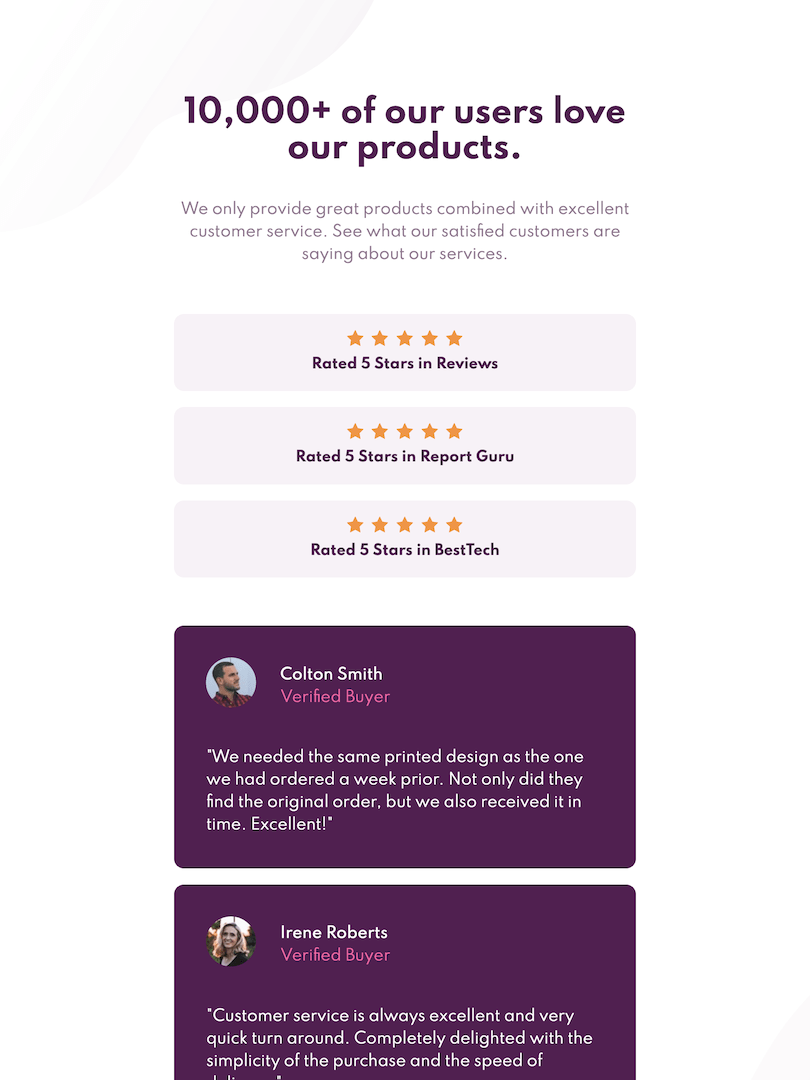 10,000+ of our users love
our products.
We only provide great products combined with excellent
customer service. See what our satisfied customers are
saying about our services.
Rated 5 Stars in Reviews
Rated 5 Stars in Report Guru
Rated 5 Stars in BestTech
Colton Smith
Verified Buyer
"We needed the same printed design as the one
we had ordered a week prior. Not only did they
find the original order, but we also received it in
time. Excellent!"
Irene Roberts
Verified Buyer
"Customer service is always excellent and very
quick turn around. Completely delighted with the
simplicity of the purchase and the speed of